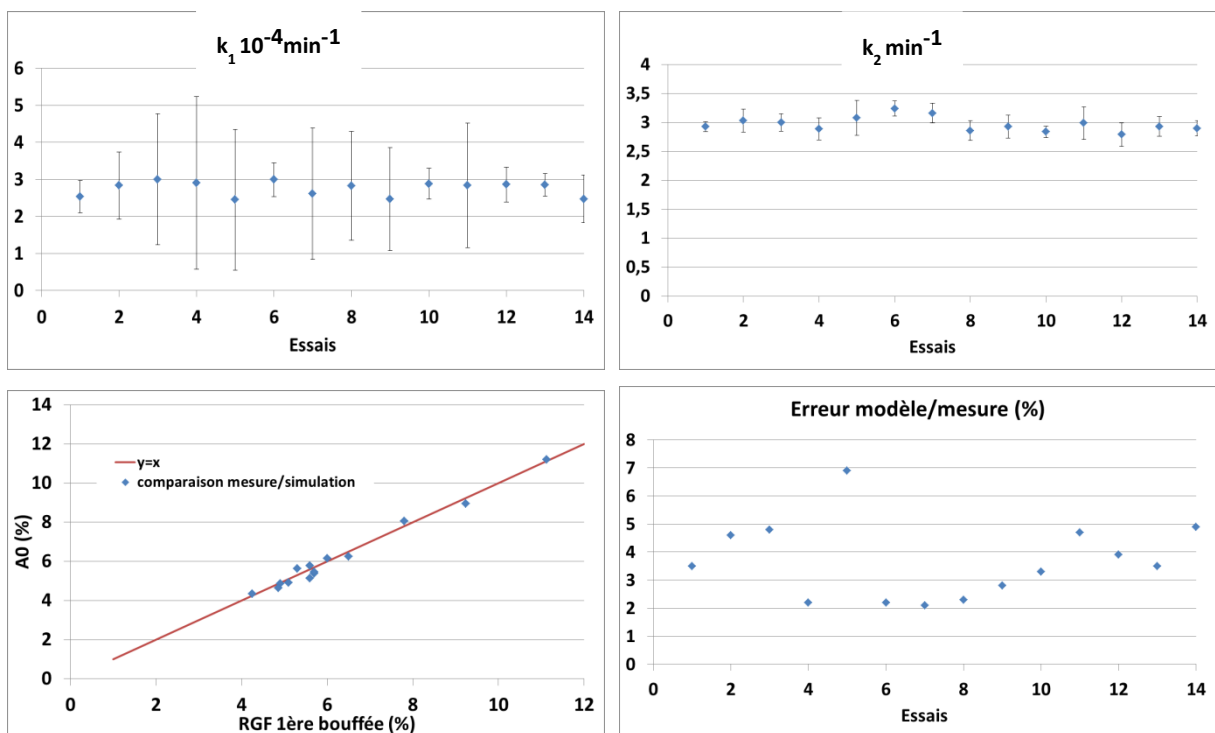 k1 10-4 min-1
6
5
4
3
2
1
0
0 2 4 6 8 10 12 14
Essais
k2 min-1
4
3,5
3
2,5
2
1,5
1
0,5
0
0 2 4 6 8 10 12 14
Essais
14
12
10
8
6
4
2
0
A0 (%)
y=x
comparaison mesure/simulation
0 2 4 6 8 10 12
RGF 1ère bouffée (%)
Erreur modèle/mesure (%)
8
7
6
5
4
3
2
1
0
0 2 4 6 8 10 12 14
Essais